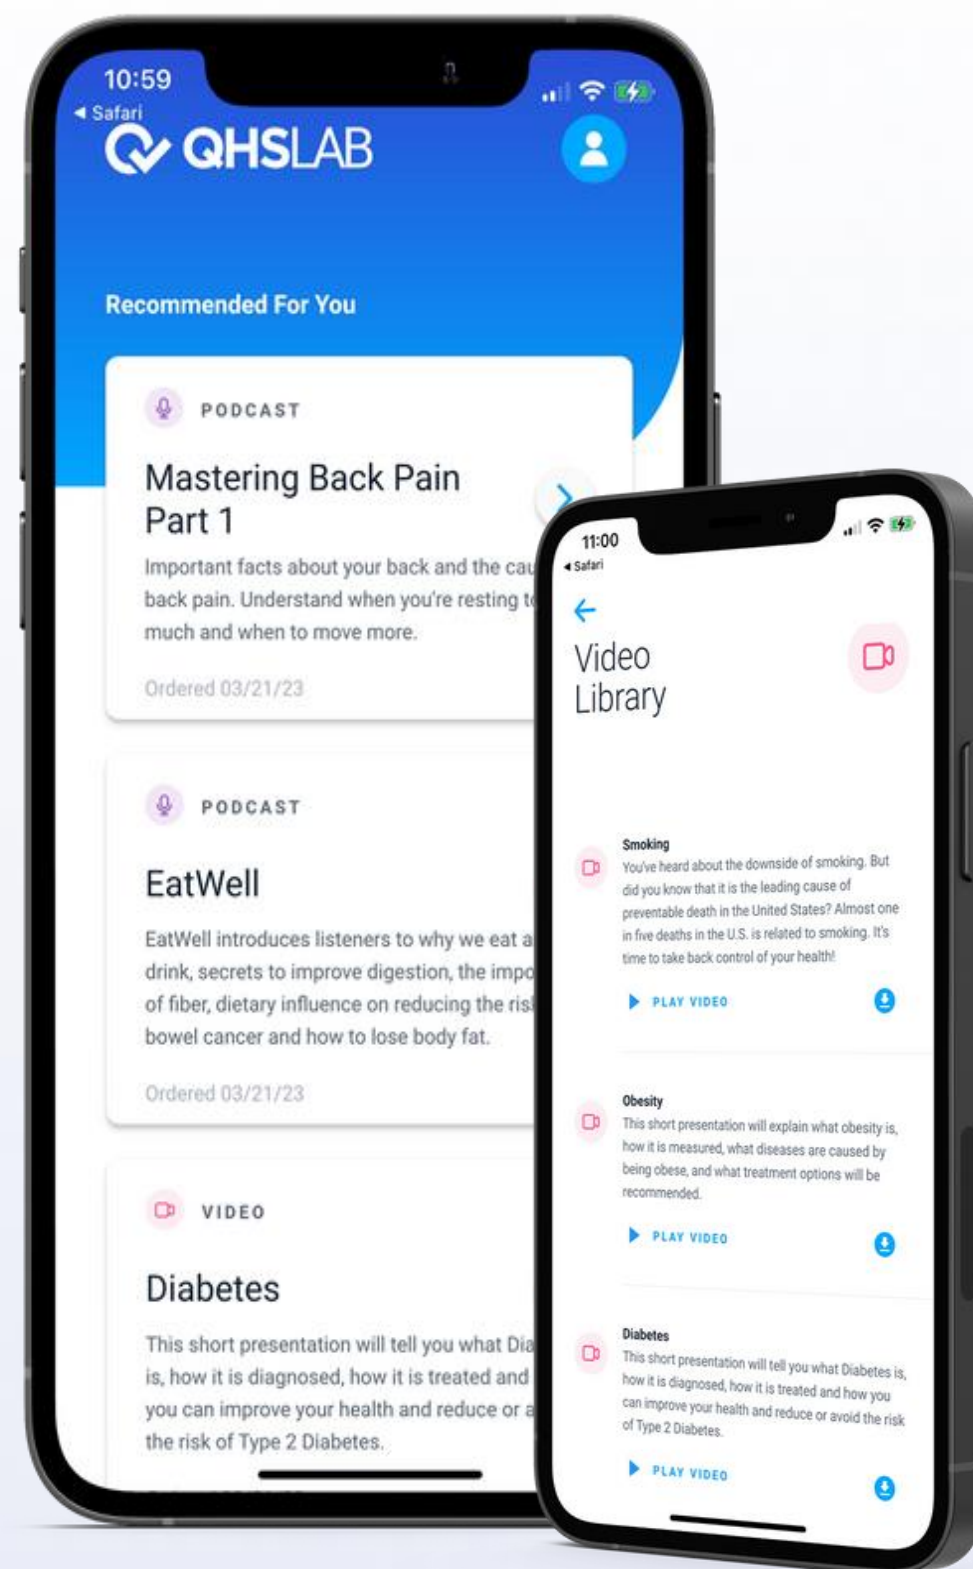 10:59
Safari
QHSLAB
Recommended For You
PODCAST
Mastering Back Pain
Part 1
Important facts about your back and the cau
back pain. Understand when you're resting to
much and when to move more.
Ordered 03/21/23
PODCAST
EatWell
EatWell introduces listeners to why we eat a
drink, secrets to improve digestion, the impo
of fiber, dietary influence on reducing the ris
bowel cancer and how to lose body fat.
Ordered 03/21/23
VIDEO
Diabetes
This short presentation will tell you what Dia
is, how it is diagnosed, how it is treated and
you can improve your health and reduce or a
the risk of Type 2 Diabetes.
11:00
Safari
Video
Library
Smoking
You've heard about the downside of smoking. But
did you know that it is the leading cause of
preventable death in the United States? Almost one
in five deaths in the U.S. is related to smoking. It's
time to take back control of your health!
PLAY VIDEO
Obesity
This short presentation will explain what obesity is,
how it is measured, what diseases are caused by
being obese, and what treatment options will be
recommended.
PLAY VIDEO
Diabetes
This short presentation will tell you what Diabetes is,
how it is diagnosed, how it is treated and how you
can improve your health and reduce or avoid the risk
of Type 2 Diabetes.
PLAY VIDEO